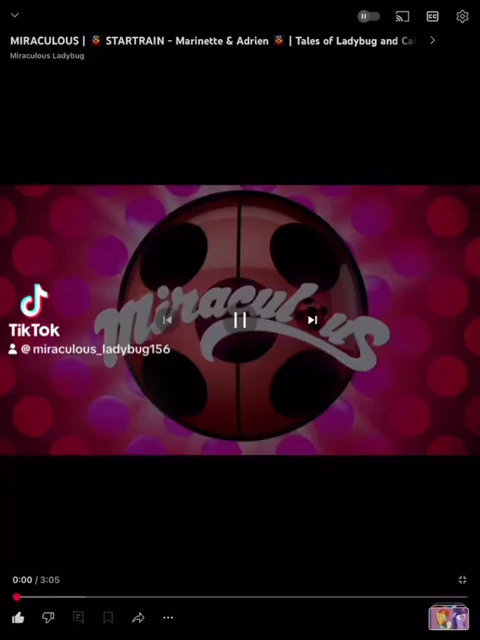 MIRACULOUS | 🐞 STARTRAIN - Marinette & Adrien 🐞 | Tales of Ladybug and Ca
Miraculous Ladybug
Miraculous
TikTok
@miraculous_ladybug156
0:00 / 3:05